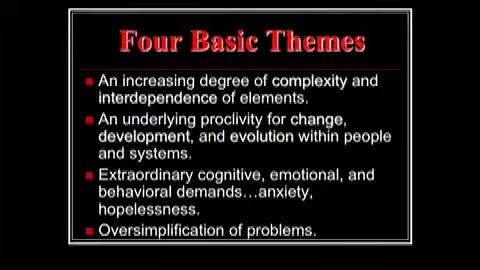 Four Basic Themes
An increasing degree of complexity and
interdependence of elements.
An underlying proclivity for change,
development, and evolution within people
and systems.
Extraordinary cognitive, emotional, and
behavioral demands…anxiety,
hopelessness.
Oversimplification of problems.